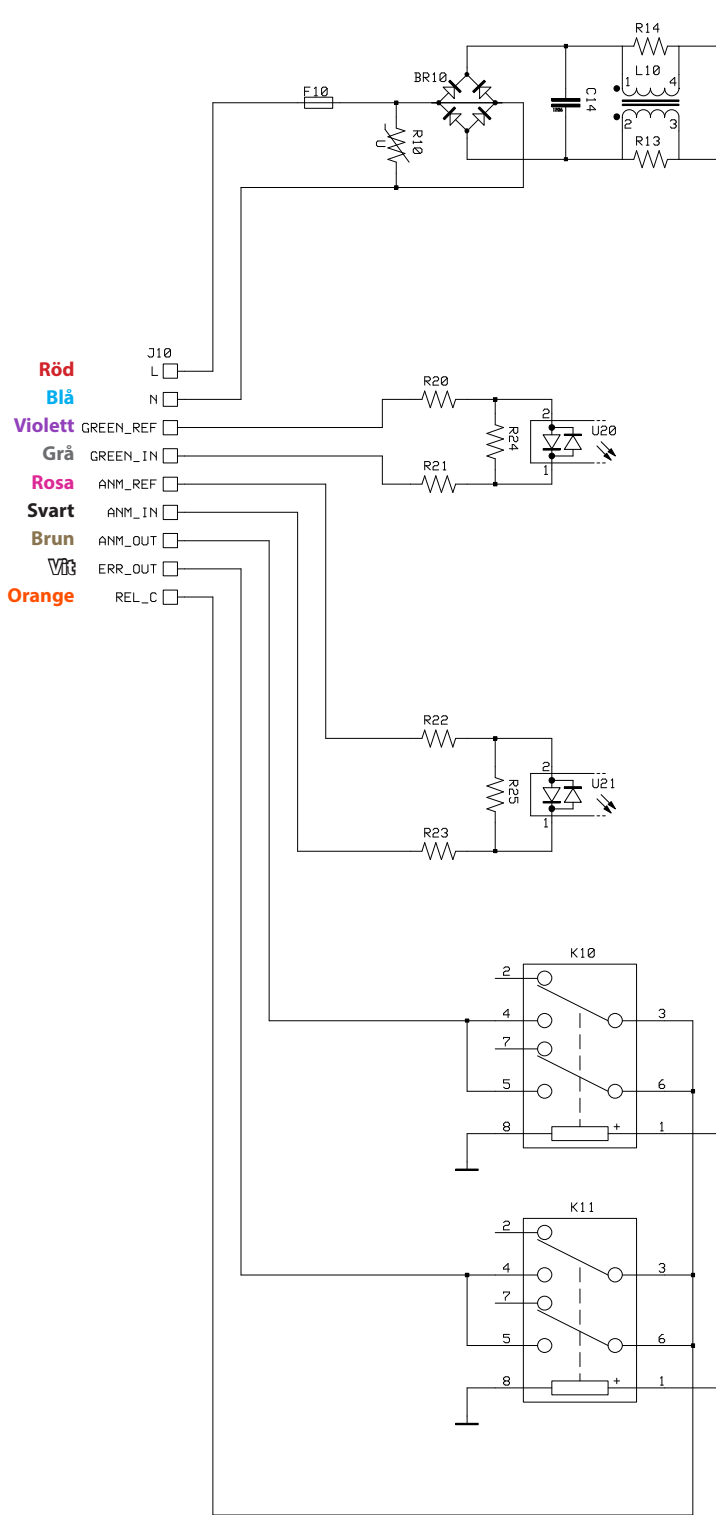 R14
L10
1 4
BR10
F10
C14
1206
2 3
R13
R10
U
J10
Röd L
Blå N
Violett GREEN_REF
Grå GREEN_IN
Rosa ANM_REF
Svart ANM_IN
Brun ANM_OUT
Vit ERR_OUT
Orange REL_C
R20
R24
2
U20
1
R21
R22
2
R25
U21
1
R23
K10
2
4 3
7
5 6
8 + 1
K11
2
4 3
7
5 6
8 + 1